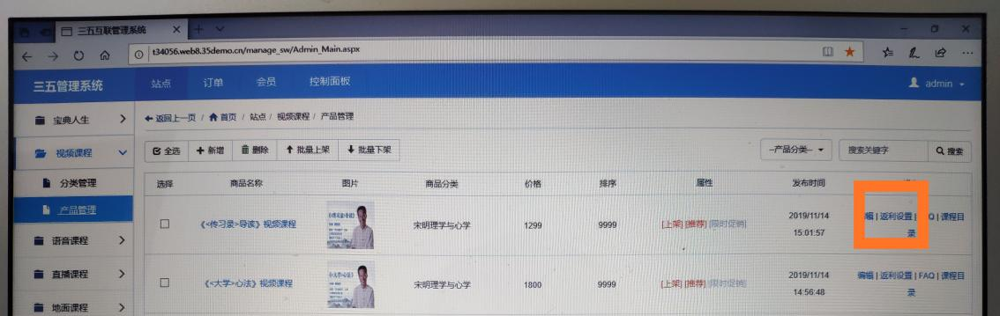 三五互联管理系统
t34056.web8.35demo.cn/manage_sw/Admin_Main.aspx
三五管理系统
站点
订单
会员
控制面板
admin
宝典人生
返回上一页 / 首页 / 站点 / 视频课程 / 产品管理
视频课程
全选
新增
删除
批量上架
批量下架
--产品分类--
搜索关键字
搜索
分类管理
选择
商品名称
图片
商品分类
价格
排序
属性
发布时间
产品管理
《<传习录>导读》视频课程
宋明理学与心学
1299
9999
[上架] [推荐] [限时促销]
2019/11/14
15:01:57
编辑 | 返利设置 | FAQ | 课程目
录
语音课程
直播课程
《<大学>心法》视频课程
宋明理学与心学
1800
9999
[上架] [推荐] [限时促销]
2019/11/14
14:56:48
编辑 | 返利设置 | FAQ | 课程目
录
地面课程